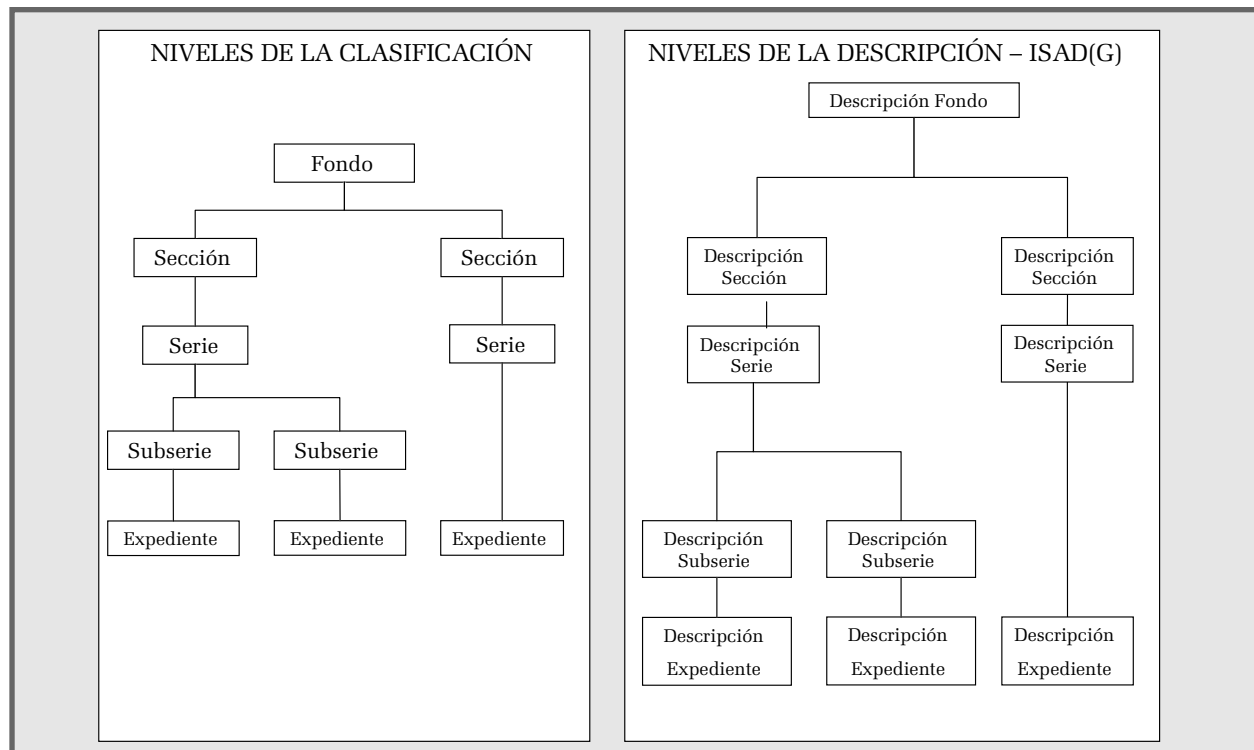 NIVELES DE LA CLASIFICACIÓN
Fondo
Sección
Sección
Serie
Serie
Subserie
Subserie
Expediente
Expediente
Expediente
NIVELES DE LA DESCRIPCIÓN – ISAD(G)
Descripción Fondo
Descripción
Sección
Descripción
Sección
Descripción
Serie
Descripción
Serie
Descripción
Subserie
Descripción
Subserie
Descripción
Expediente
Descripción
Expediente
Descripción
Expediente